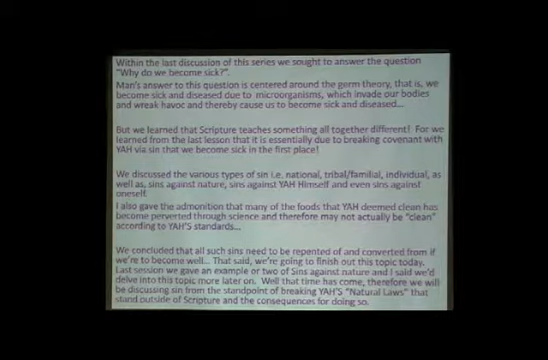 Within the last discussion of this series we sought to answer the question
"Why do we become sick?".
Man's answer to this question is centered around the germ theory, that is, we
become sick and diseased due to microorganisms, which invade our bodies
and wreak havoc and thereby cause us to become sick and diseased...
But we learned that Scripture teaches something all together different! For we
learned from the last lesson that it is essentially due to breaking covenant with
YAH via sin that we become sick in the first place!
We discussed the various types of sin i.e. national, tribal/familial, individual, as
well as, sins against nature, sins against YAH Himself and even sins against
oneself.
I also gave the admonition that many of the foods that YAH deemed clean has
become perverted through science and therefore may not actually be "clean"
according to YAH'S standards...
We concluded that all such sins need to be repented of and converted from if
we're to become well... That said, we're going to finish out this topic today.
Last session we gave an example or two of Sins against nature and I said we'd
delve into this topic more later on. Well that time has come, therefore we will
be discussing sin from the standpoint of breaking YAH'S "Natural Laws" that
stand outside of Scripture and the consequences for doing so.